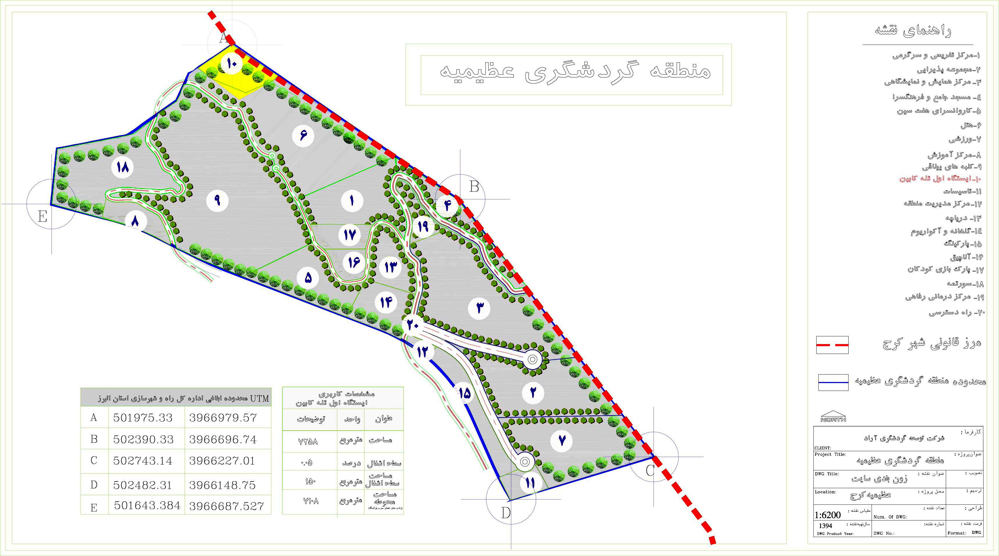 منطقه گردشگری عظیمیه
A
B
C
D
E
۱۰
۶
۱۸
۹
۱
۴
۸
۱۹
۱۷
۱۶
۱۳
۵
۱۴
۳
۲۰
۱۲
۱۵
۲
۷
۱۱
UTM محدوده ابلاغی اداره کل راه و شهرسازی استان البرز
A 501975.33 3966979.57
B 502390.33 3966696.74
C 502743.14 3966227.01
D 502482.31 3966148.75
E 501643.384 3966687.527
مشخصات کاربری
ایستگاه اول تله کابین
عنوان واحد توضیحات
مساحت مترمربع ۷۲۵۸
سطح اشغال درصد ۰.۰۵
مساحت
سطح اشغال مترمربع ۱۵۰
مساحت
محوطه مترمربع ۷۱۰۸
(راه و معابر، فضای سبز و پارکینگ)
راهنمای نقشه
۱-مرکز تفریحی و سرگرمی
۲-مجموعه پذیرایی
۳- مرکز همایش و نمایشگاهی
٤- مسجد جامع و فرهنگسرا
۵-کاروانسرای هفت سین
۶-هتل
۷-ورزشی
۸-مرکز آموزش
۹-کلبه های ییلاقی
۱۰-ایستگاه اول تله کابین
۱۱-تاسیسات
۱۲-مرکز مدیریت منطقه
۱۳- دریاچه
۱٤-گلخانه و آکواریوم
۱۵-پارکینگ
۱۶-آلاچیق
۱۷- پارک بازی کودکان
۱۸-سورتمه
۱۹- مرکز درمانی رفاهی
۲۰- راه دسترسی
مرز قانونی شهر کرج
محدوده منطقه گردشگری عظیمیه
NORTH
کارفرما :
شرکت توسعه گردشگری آراد
CLIENT:
Project Title: عنوان‌پروژه :
منطقه گردشگری عظیمیه
DWG Title: عنوان نقشه : تصویب :
زون بندی سایت
Location: محل پروژه : ترسیم :
عظیمیه کرج
مقیاس نقشه : تعداد نقشه : طراحی :
1:6200 Num. Of DWG:
سال‌تهیه‌نقشه : شماره نقشه: فرمت نقشه :
1394
DWG Product Year: DWG No.: Format: DWG